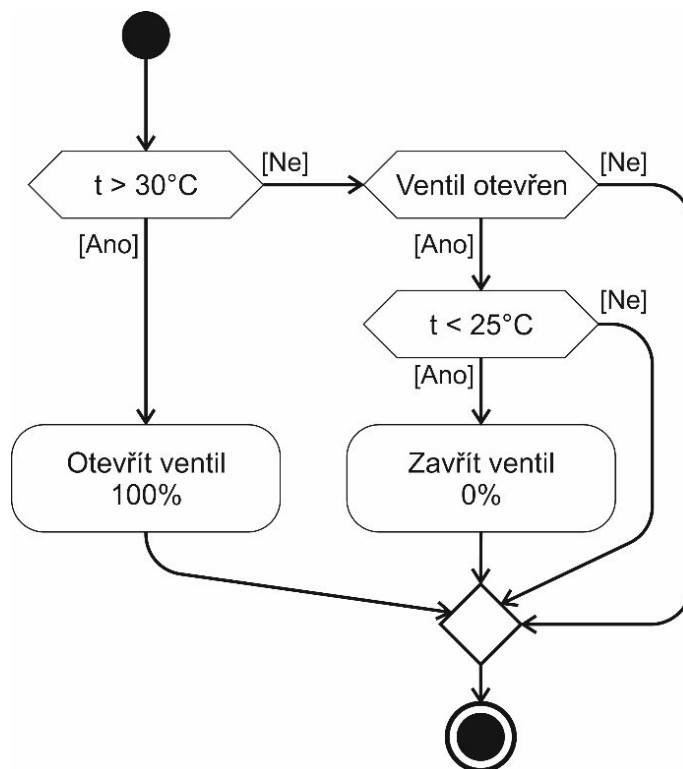 t > 30°C
[Ne]
Ventil otevřen
[Ne]
[Ano]
[Ano]
t < 25°C
[Ne]
[Ano]
Otevřít ventil
100%
Zavřít ventil
0%